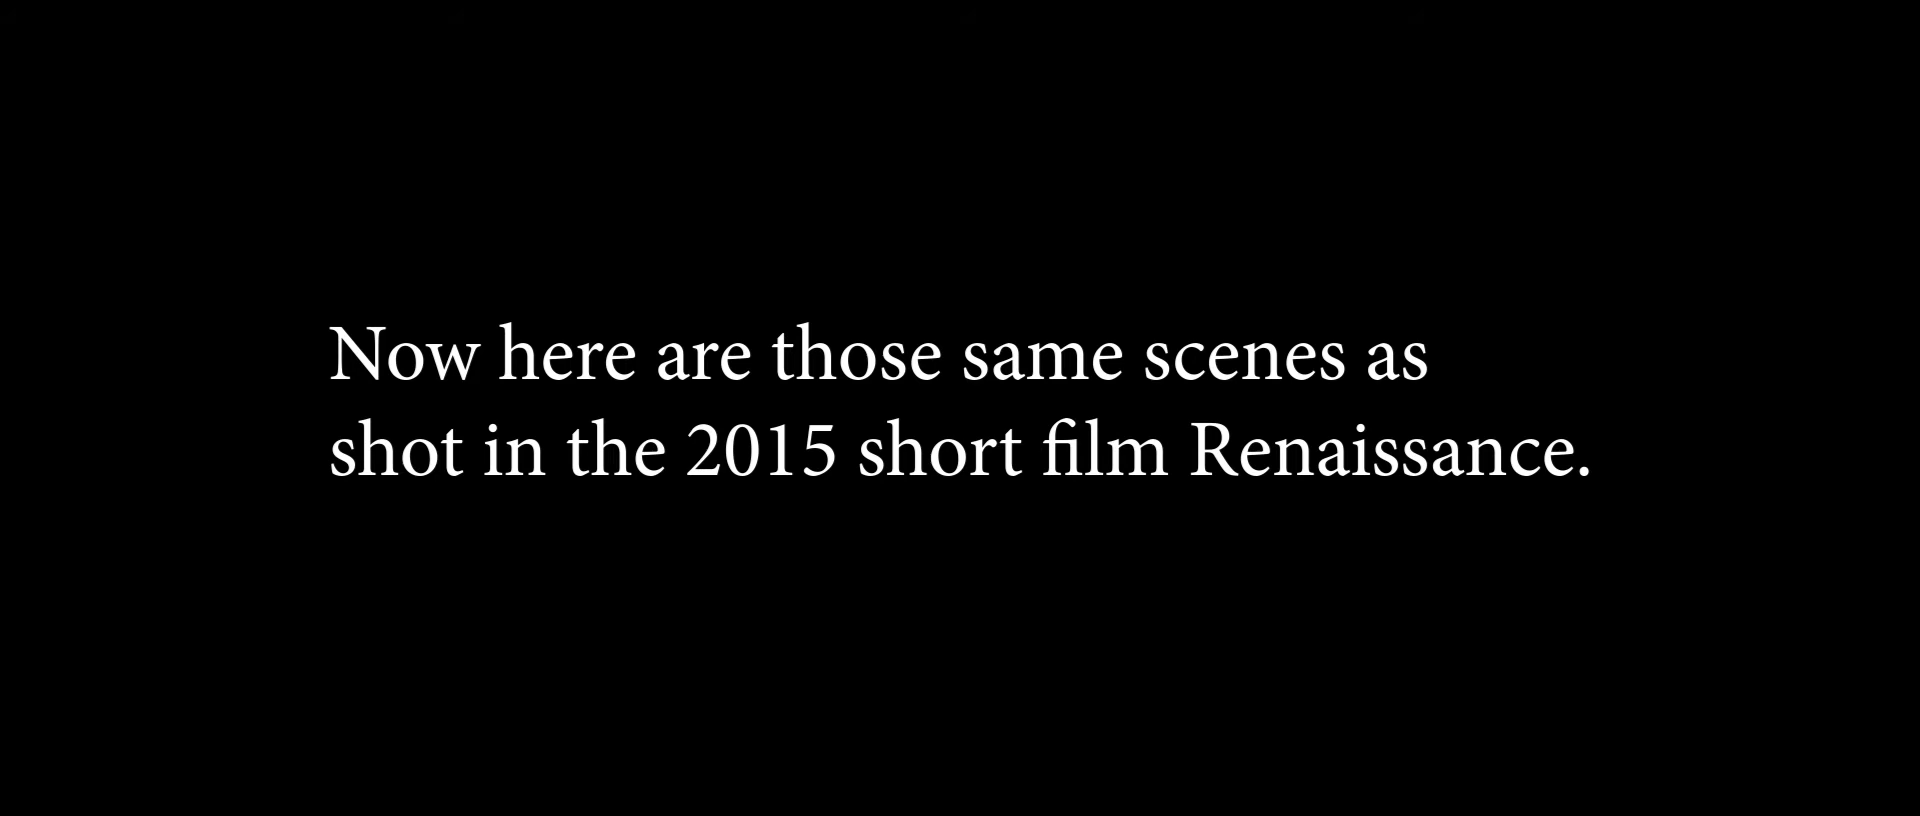 Now here are those same scenes as
shot in the 2015 short film Renaissance.